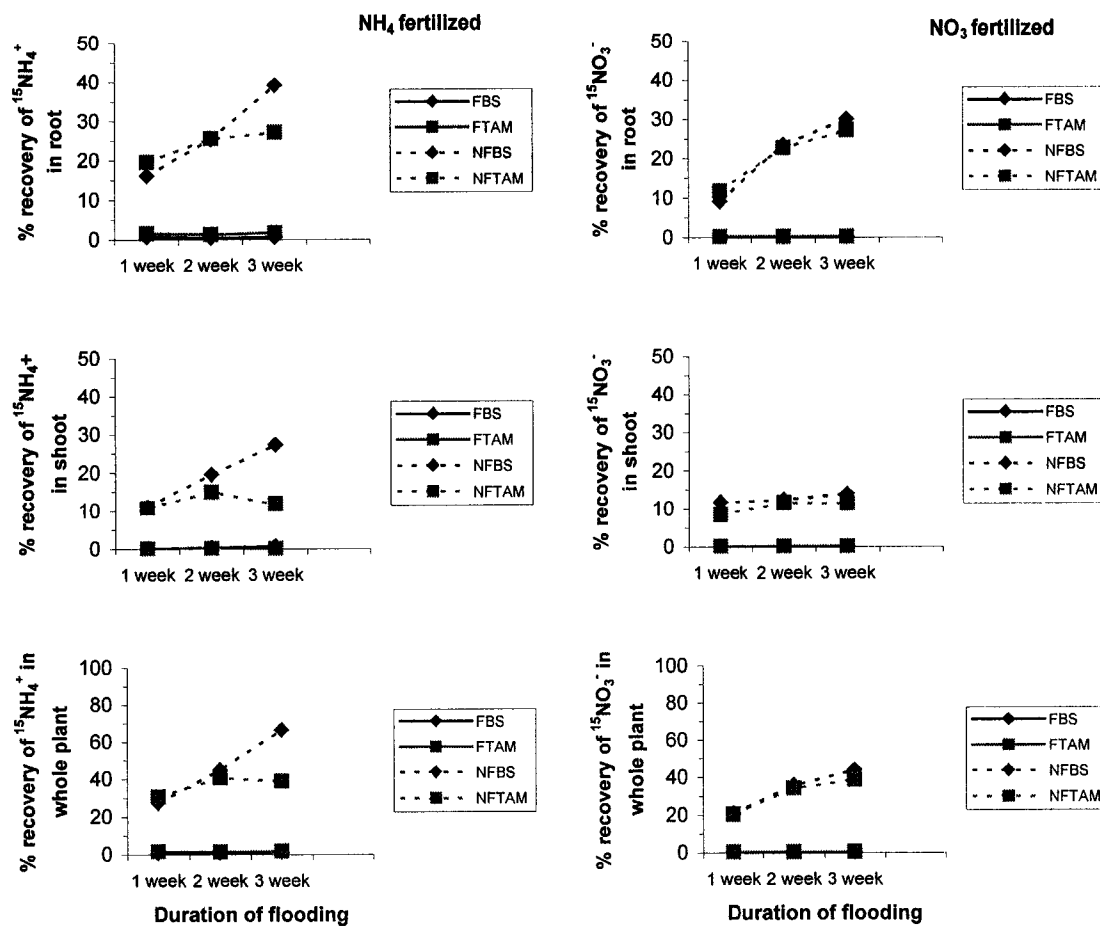 NH₄ fertilized
% recovery of ¹⁵NH₄⁺
in root
50
40
30
20
10
0
1 week 2 week 3 week
FBS
FTAM
NFBS
NFTAM
NO₃ fertilized
% recovery of ¹⁵NO₃⁻
in root
50
40
30
20
10
0
1 week 2 week 3 week
FBS
FTAM
NFBS
NFTAM
% recovery of ¹⁵NH₄+
in shoot
50
40
30
20
10
0
1 week 2 week 3 week
FBS
FTAM
NFBS
NFTAM
% recovery of ¹⁵NO₃⁻
in shoot
50
40
30
20
10
0
1 week 2 week 3 week
FBS
FTAM
NFBS
NFTAM
% recovery of ¹⁵NH₄⁺ in
whole plant
100
80
60
40
20
0
1 week 2 week 3 week
Duration of flooding
FBS
FTAM
NFBS
NFTAM
% recovery of ¹⁵NO₃⁻ in
whole plant
100
80
60
40
20
0
1 week 2 week 3 week
Duration of flooding
FBS
FTAM
NFBS
NFTAM